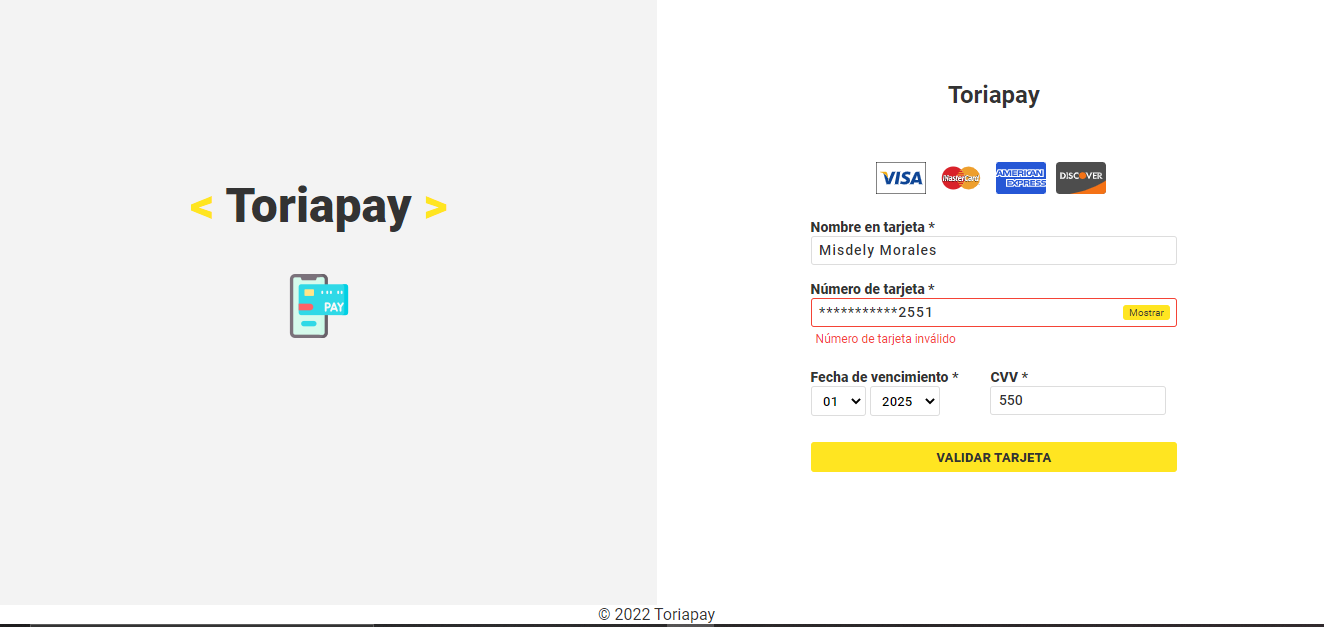 Toriapay
VISA MasterCard AMERICAN EXPRESS DISCOVER
< Toriapay >
PAY
Nombre en tarjeta *
Misdely Morales
Número de tarjeta *
***********2551 Mostrar
Número de tarjeta inválido
Fecha de vencimiento * CVV *
01 2025 550
VALIDAR TARJETA
© 2022 Toriapay